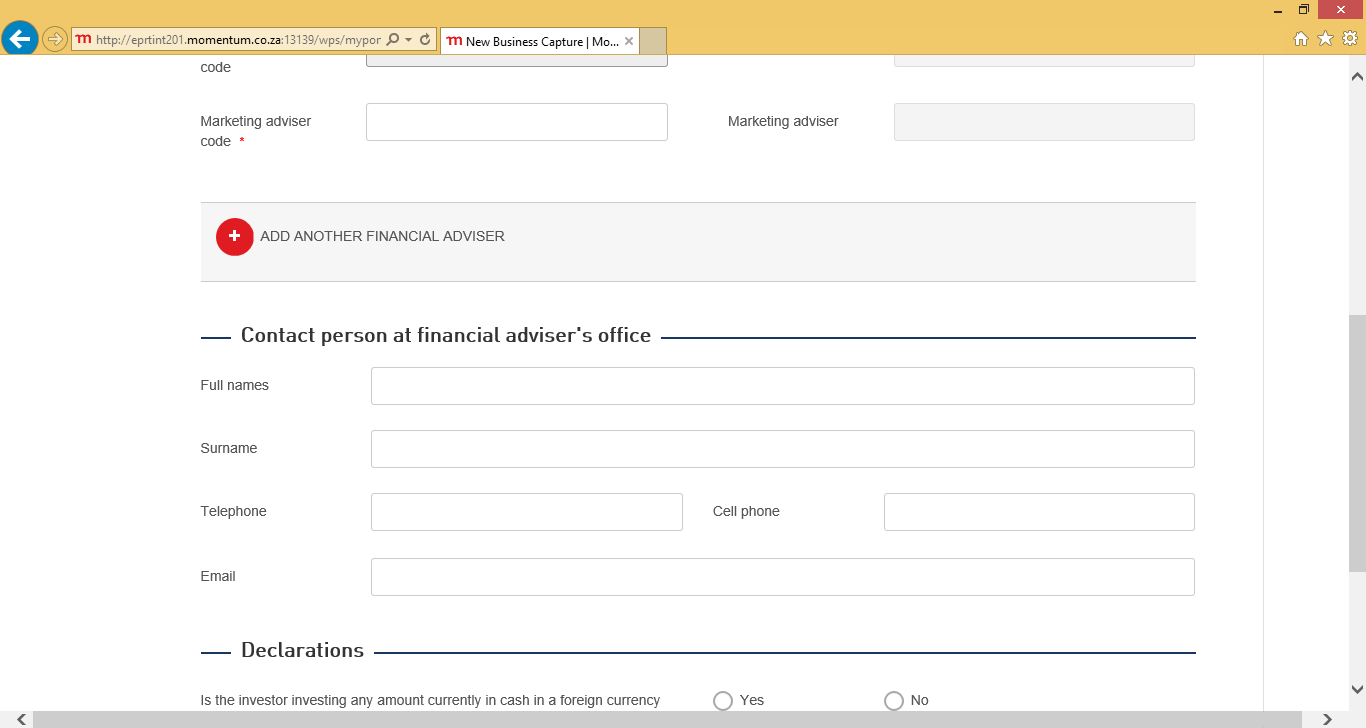 http://eprtint201.momentum.co.za:13139/wps/mypor
m New Business Capture | Mo...
code
Marketing adviser
code *
Marketing adviser
ADD ANOTHER FINANCIAL ADVISER
Contact person at financial adviser's office
Full names
Surname
Telephone
Cell phone
Email
Declarations
Is the investor investing any amount currently in cash in a foreign currency
Yes
No